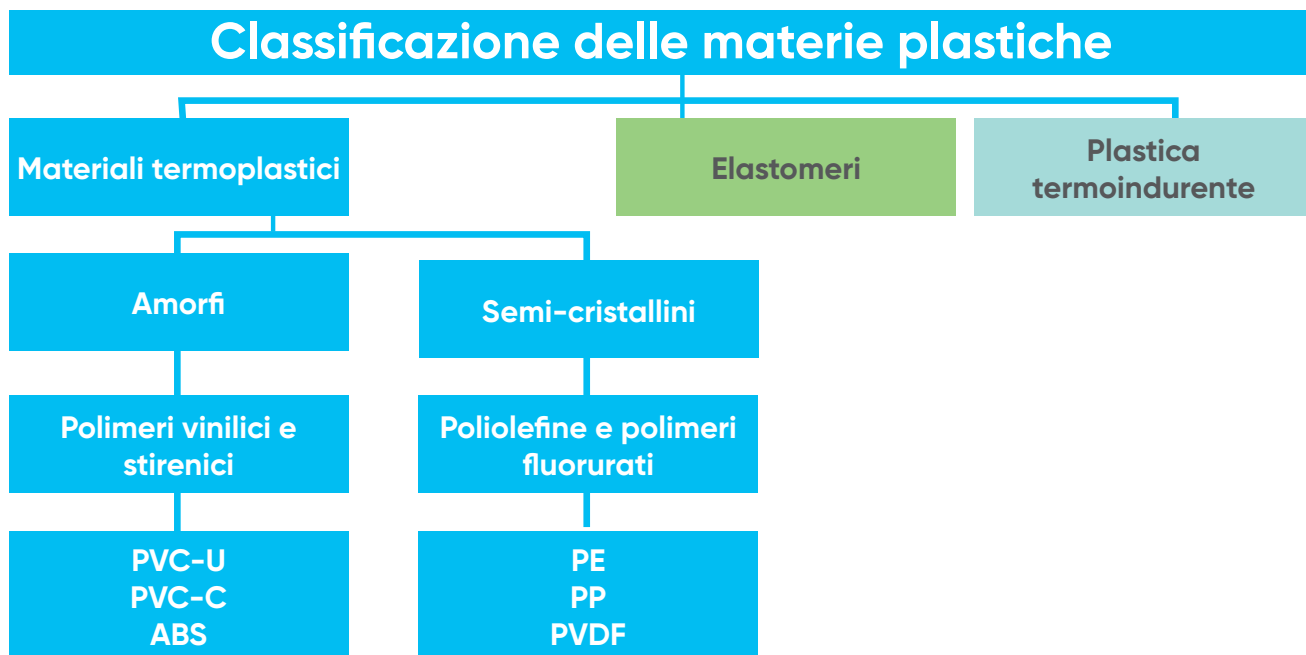 Classificazione delle materie plastiche
Materiali termoplastici
Elastomeri
Plastica
termoindurente
Amorfi
Semi-cristallini
Polimeri vinilici e
stirenici
Poliolefine e polimeri
fluorurati
PVC-U
PVC-C
ABS
PE
PP
PVDF